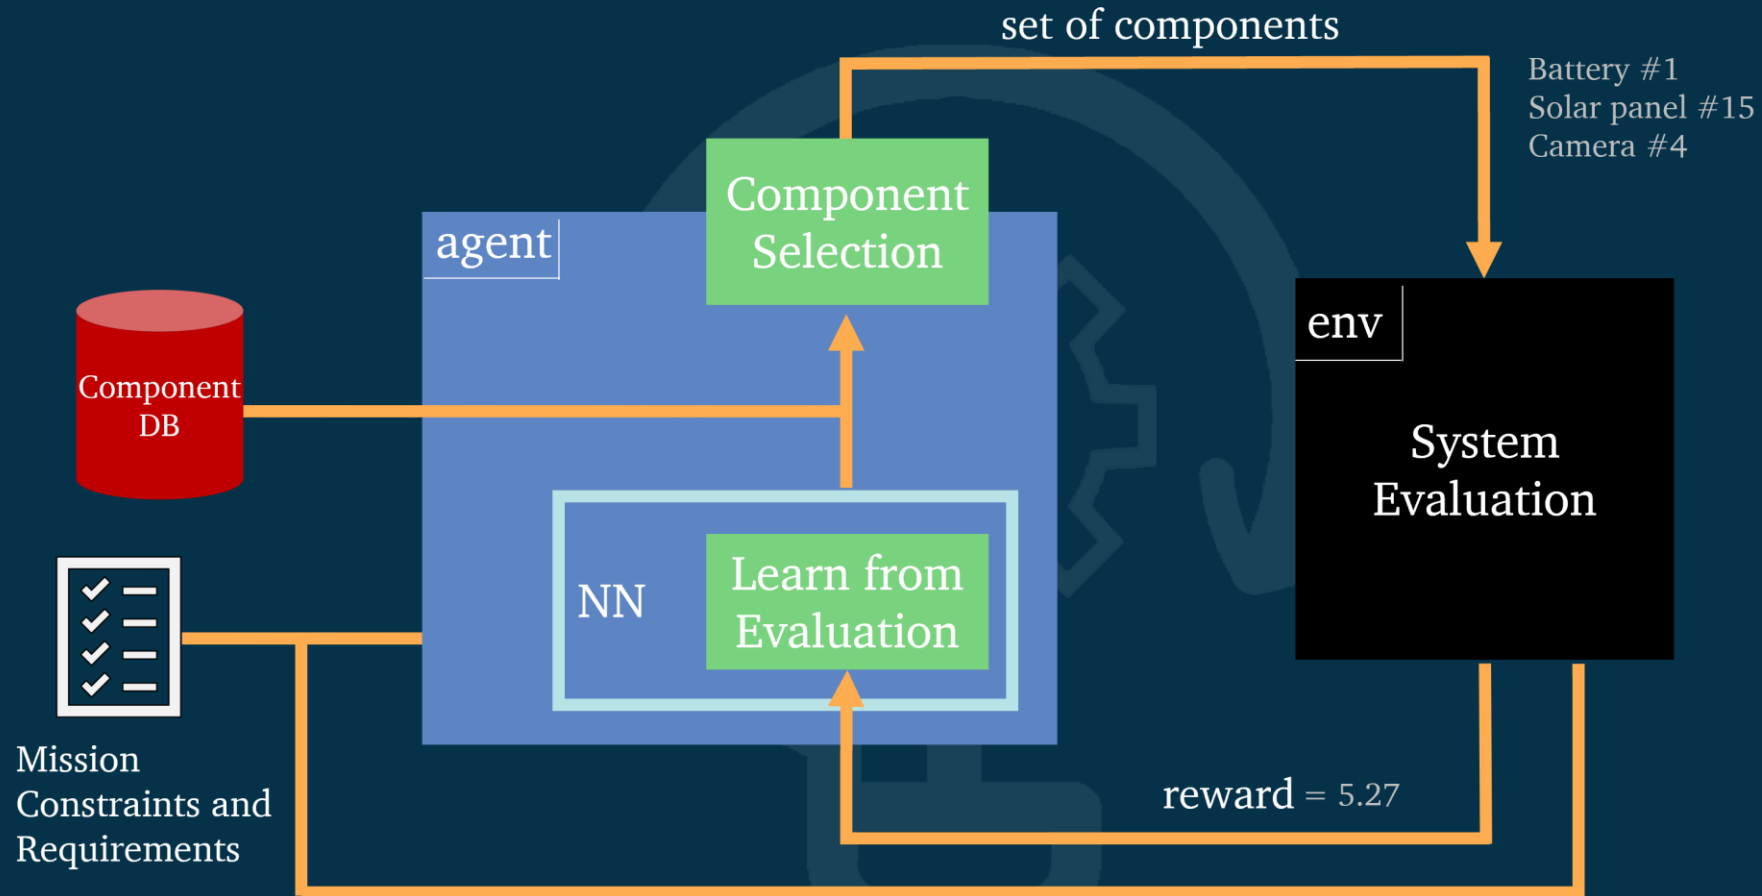 set of components
Battery #1
Solar panel #15
Camera #4
Component
Selection
agent
env
Component
DB
System
Evaluation
NN
Learn from
Evaluation
Mission
Constraints and
Requirements
reward = 5.27